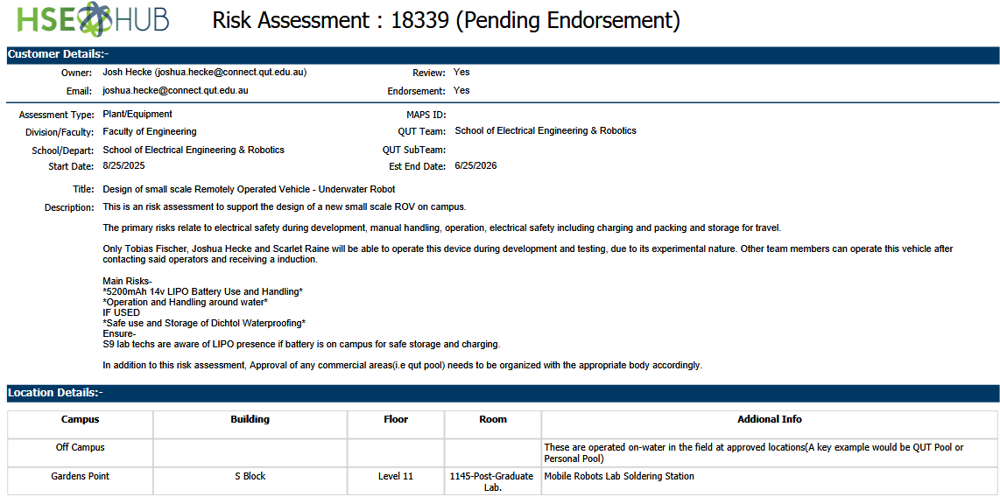 HSE HUB
Risk Assessment : 18339 (Pending Endorsement)
Customer Details:-
Owner: Josh Hecke (joshua.hecke@connect.qut.edu.au) Review: Yes
Email: joshua.hecke@connect.qut.edu.au Endorsement: Yes
Assessment Type: Plant/Equipment MAPS ID:
Division/Faculty: Faculty of Engineering QUT Team: School of Electrical Engineering & Robotics
School/Depart: School of Electrical Engineering & Robotics QUT SubTeam:
Start Date: 8/25/2025 Est End Date: 6/25/2026
Title: Design of small scale Remotely Operated Vehicle - Underwater Robot
Description: This is an risk assessment to support the design of a new small scale ROV on campus.
The primary risks relate to electrical safety during development, manual handling, operation, electrical safety including charging and packing and storage for travel.
Only Tobias Fischer, Joshua Hecke and Scarlet Raine will be able to operate this device during development and testing, due to its experimental nature. Other team members can operate this vehicle after
contacting said operators and receiving a induction.
Main Risks-
*5200mAh 14v LIPO Battery Use and Handling*
*Operation and Handling around water*
IF USED
*Safe use and Storage of Dichtol Waterproofing*
Ensure-
S9 lab techs are aware of LIPO presence if battery is on campus for safe storage and charging.
In addition to this risk assessment, Approval of any commercial areas(i.e qut pool) needs to be organized with the appropriate body accordingly.
Location Details:-
Campus Building Floor Room Addional Info
Off Campus These are operated on-water in the field at approved locations(A key example would be QUT Pool or
Personal Pool)
Gardens Point S Block Level 11 1145-Post-Graduate Mobile Robots Lab Soldering Station
Lab.